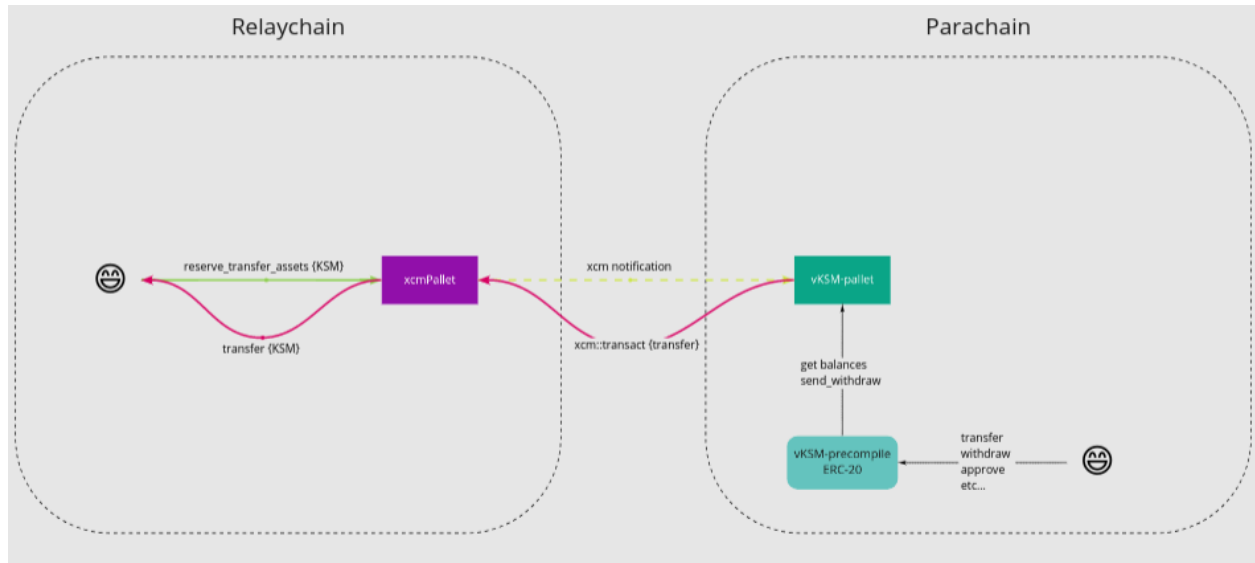 Relaychain
Parachain
reserve_transfer_assets {KSM}
xcmPallet
xcm notification
vKSM-pallet
transfer {KSM}
xcm::transact {transfer}
get balances
send_withdraw
vKSM-precompile
ERC-20
transfer
withdraw
approve
etc...